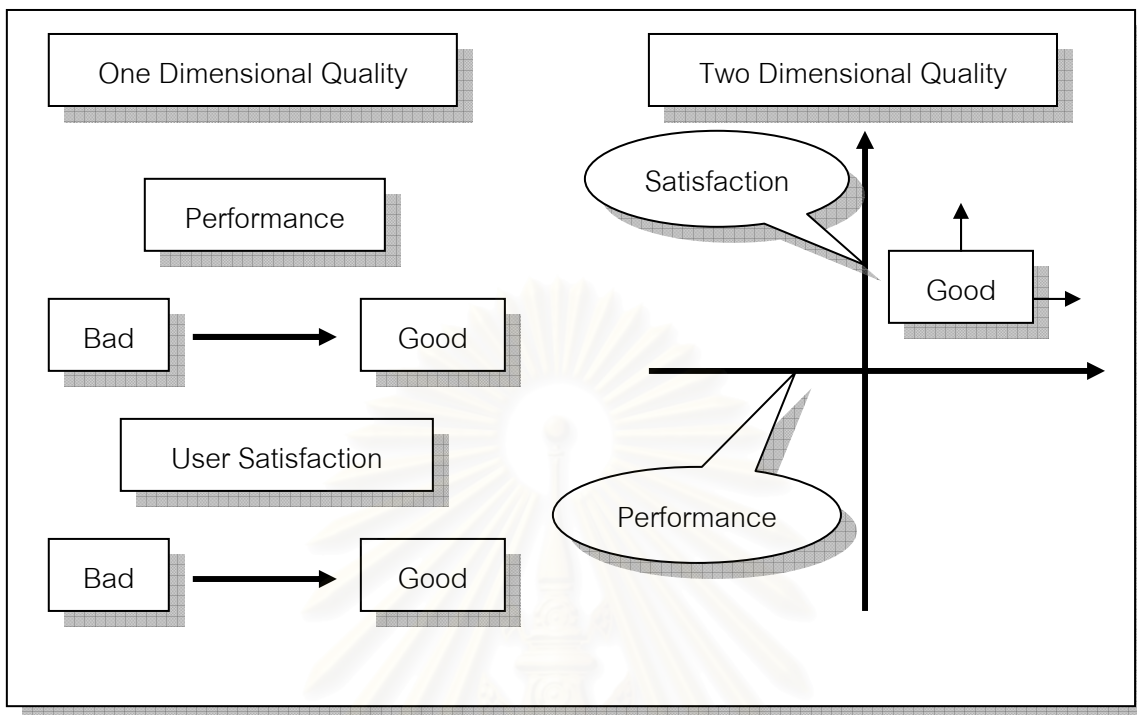 One Dimensional Quality
Performance
Bad
Good
User Satisfaction
Bad
Good
Two Dimensional Quality
Satisfaction
Good
Performance